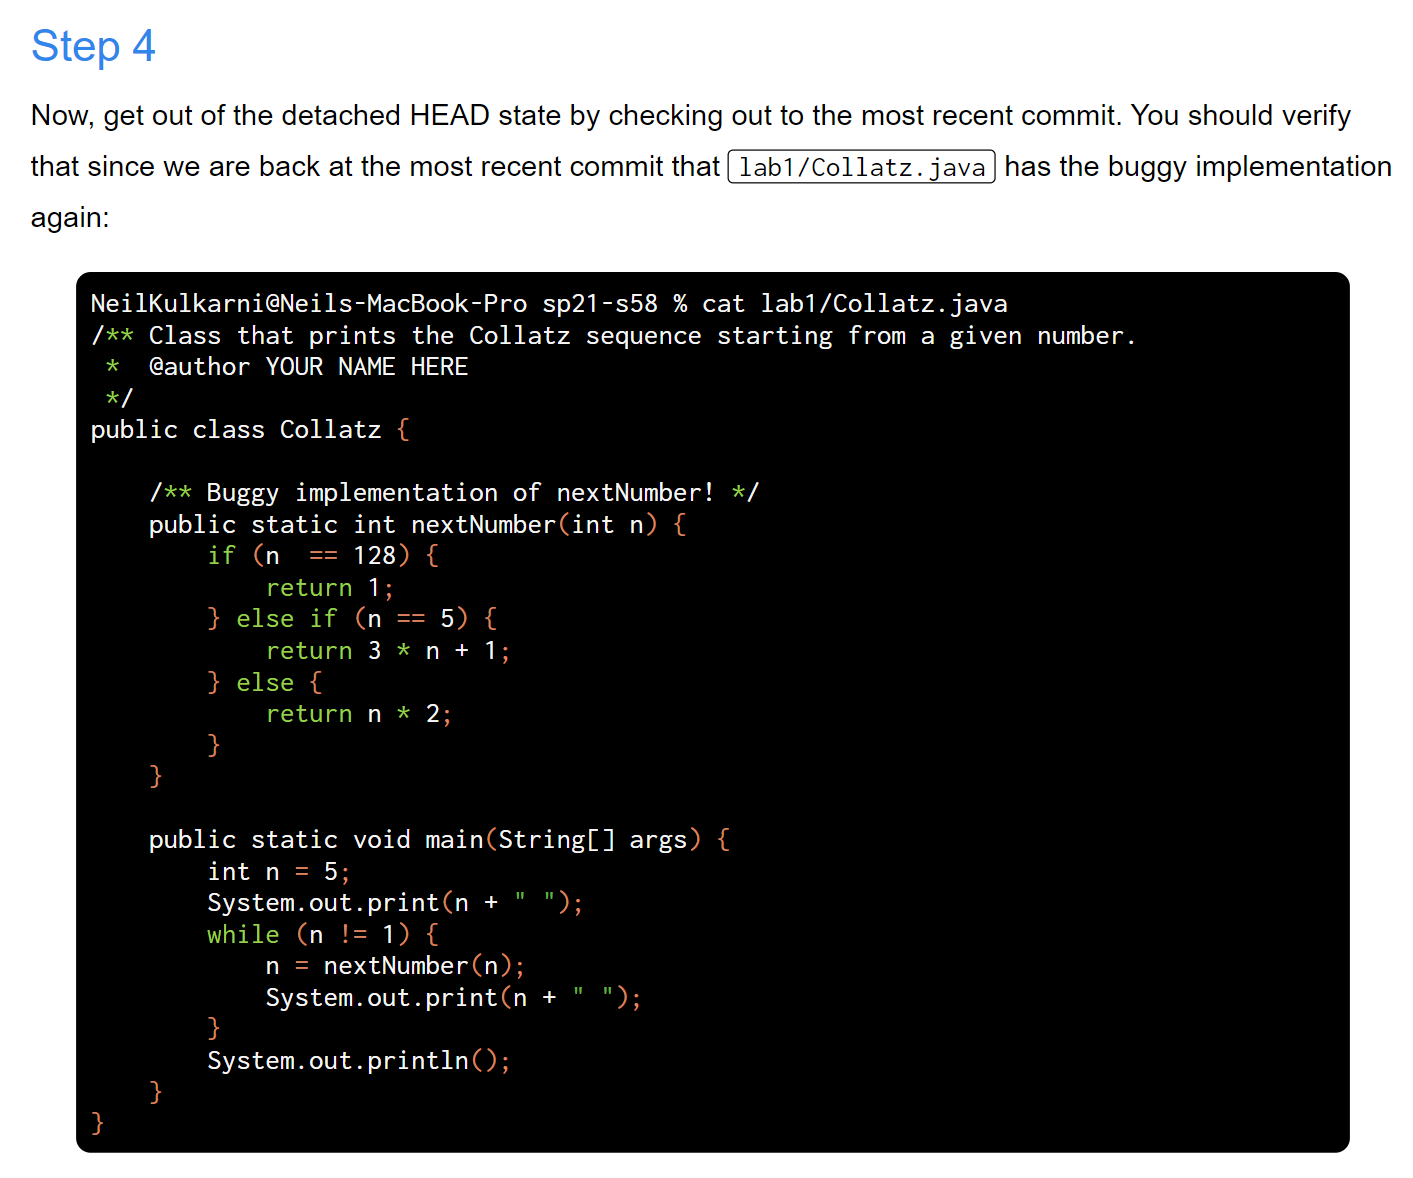 Step 4
Now, get out of the detached HEAD state by checking out to the most recent commit. You should verify
that since we are back at the most recent commit that lab1/Collatz.java has the buggy implementation
again:
NeilKulkarni@Neils-MacBook-Pro sp21-s58 % cat lab1/Collatz.java
/** Class that prints the Collatz sequence starting from a given number.
 *  @author YOUR NAME HERE
 */
public class Collatz {

    /** Buggy implementation of nextNumber! */
    public static int nextNumber(int n) {
        if (n  == 128) {
            return 1;
        } else if (n == 5) {
            return 3 * n + 1;
        } else {
            return n * 2;
        }
    }

    public static void main(String[] args) {
        int n = 5;
        System.out.print(n + " ");
        while (n != 1) {
            n = nextNumber(n);
            System.out.print(n + " ");
        }
        System.out.println();
    }
}